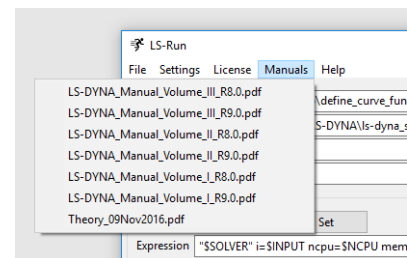 LS-Run
File Settings License Manuals Help
LS-DYNA_Manual_Volume_III_R8.0.pdf
LS-DYNA_Manual_Volume_III_R9.0.pdf
\define_curve_fun
LS-DYNA_Manual_Volume_II_R8.0.pdf
S-DYNA\ls-dyna_s
LS-DYNA_Manual_Volume_II_R9.0.pdf
LS-DYNA_Manual_Volume_I_R8.0.pdf
LS-DYNA_Manual_Volume_I_R9.0.pdf
Theory_09Nov2016.pdf
Set
Expression "$SOLVER" i=$INPUT ncpu=$NCPU mem